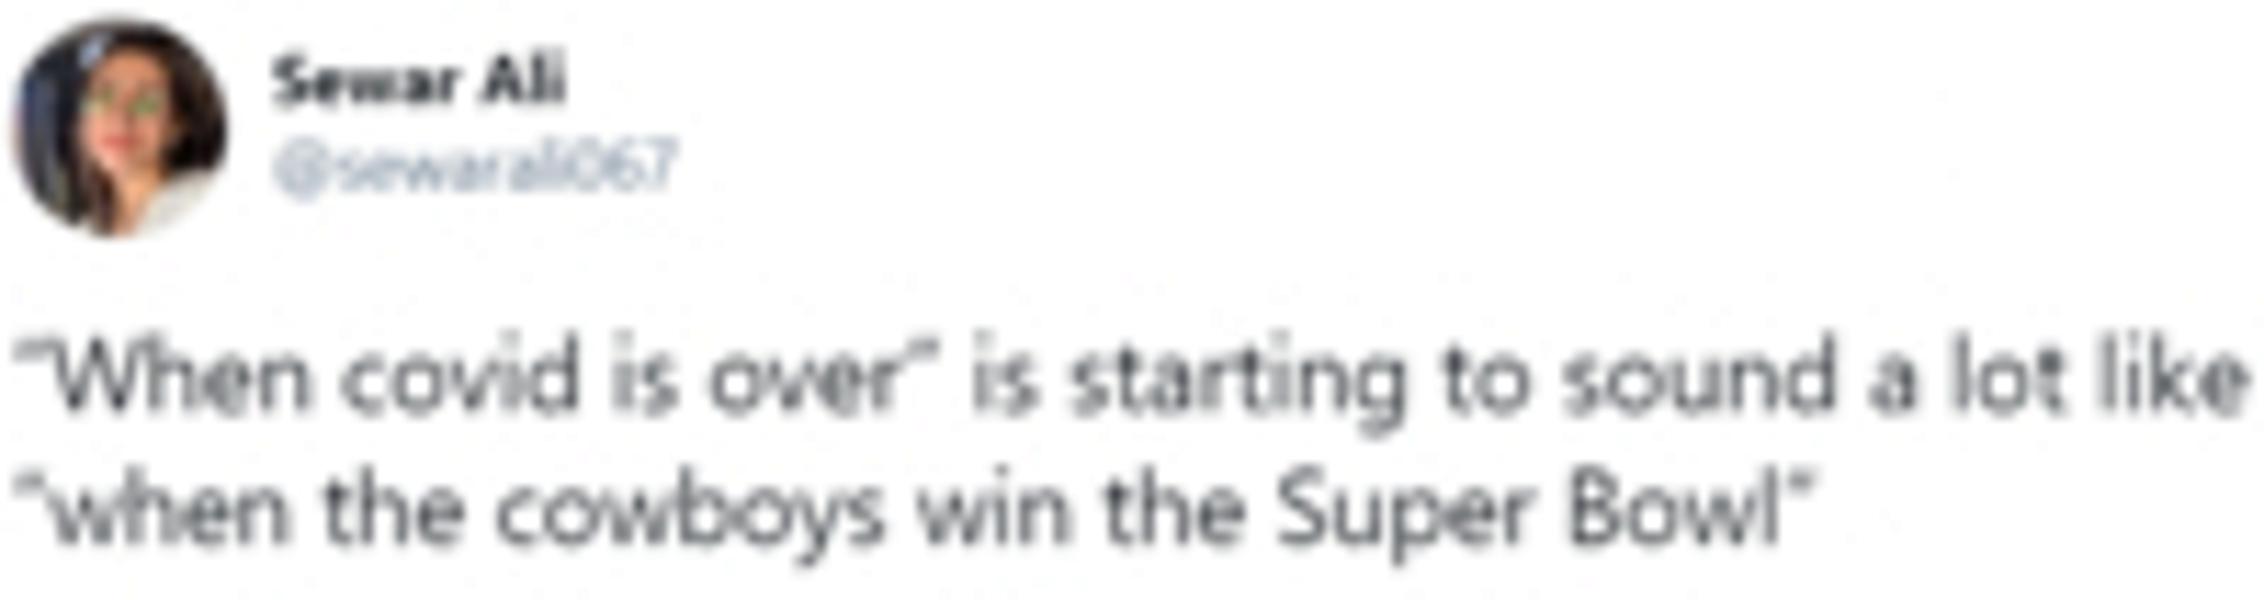 Sewar Ali
@sewarali067
"When covid is over" is starting to sound a lot like
"when the cowboys win the Super Bowl"